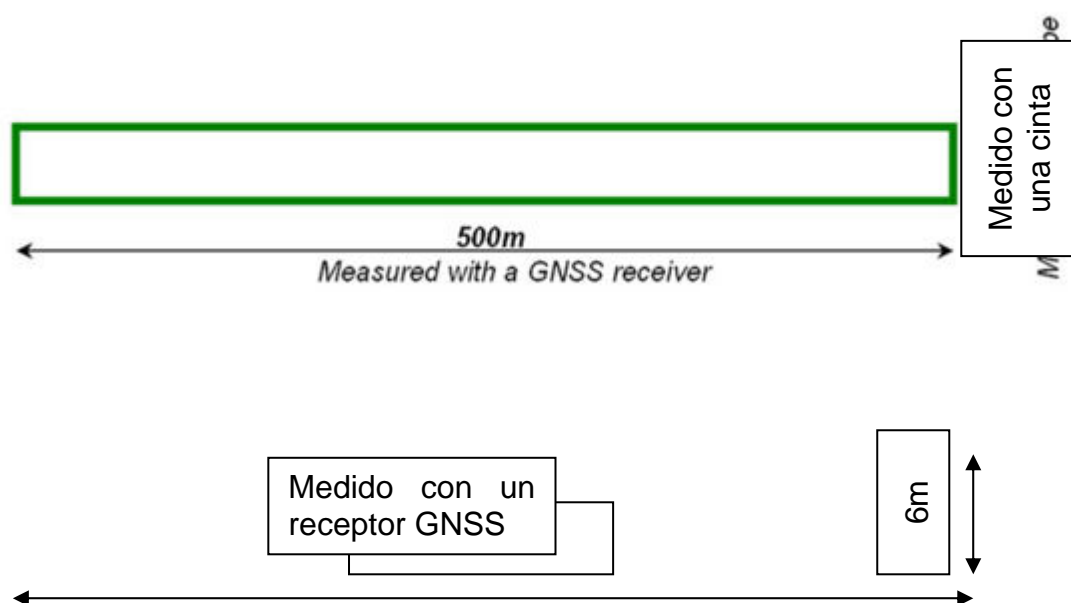 Medido con
una cinta
500m
Measured with a GNSS receiver
Medido con un
receptor GNSS
6m